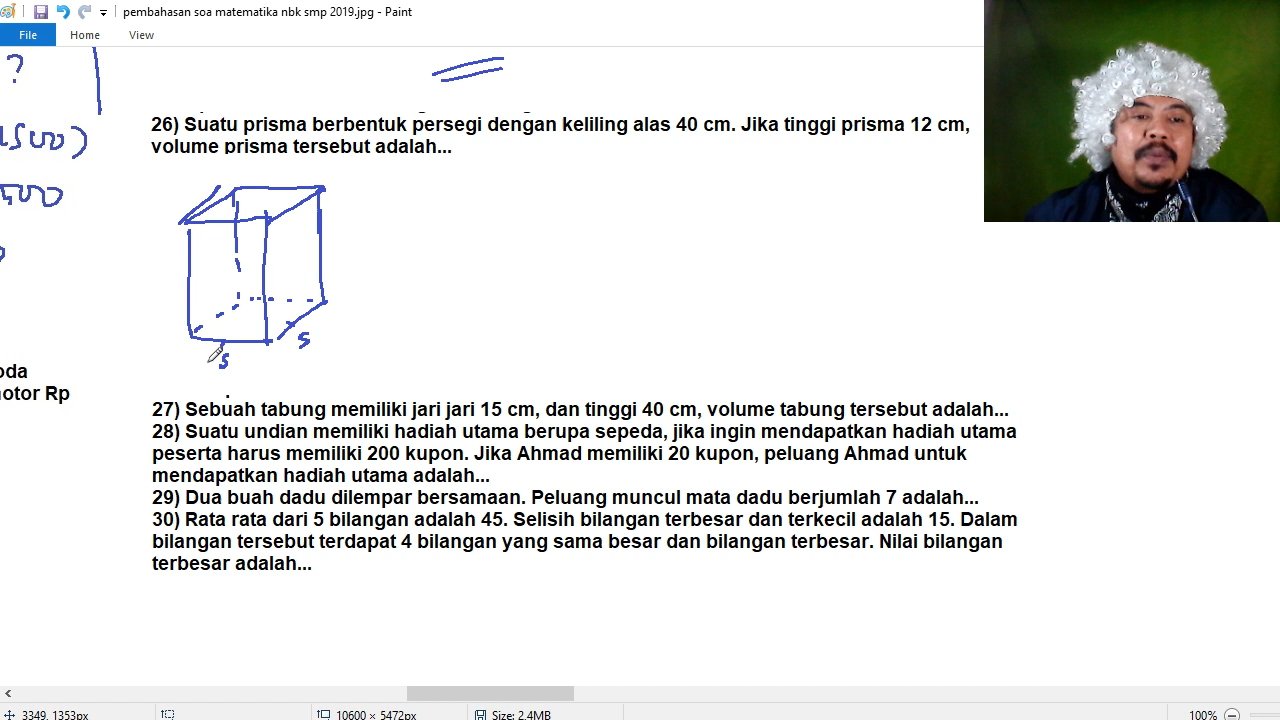 pembahasan soa matematika nbk smp 2019.jpg - Paint
File Home View
?
26) Suatu prisma berbentuk persegi dengan keliling alas 40 cm. Jika tinggi prisma 12 cm,
volume prisma tersebut adalah...
s
s
oda
notor Rp
27) Sebuah tabung memiliki jari jari 15 cm, dan tinggi 40 cm, volume tabung tersebut adalah...
28) Suatu undian memiliki hadiah utama berupa sepeda, jika ingin mendapatkan hadiah utama
peserta harus memiliki 200 kupon. Jika Ahmad memiliki 20 kupon, peluang Ahmad untuk
mendapatkan hadiah utama adalah...
29) Dua buah dadu dilempar bersamaan. Peluang muncul mata dadu berjumlah 7 adalah...
30) Rata rata dari 5 bilangan adalah 45. Selisih bilangan terbesar dan terkecil adalah 15. Dalam
bilangan tersebut terdapat 4 bilangan yang sama besar dan bilangan terbesar. Nilai bilangan
terbesar adalah...
3349, 1353px 10600 × 5472px Size: 2.4MB 100%